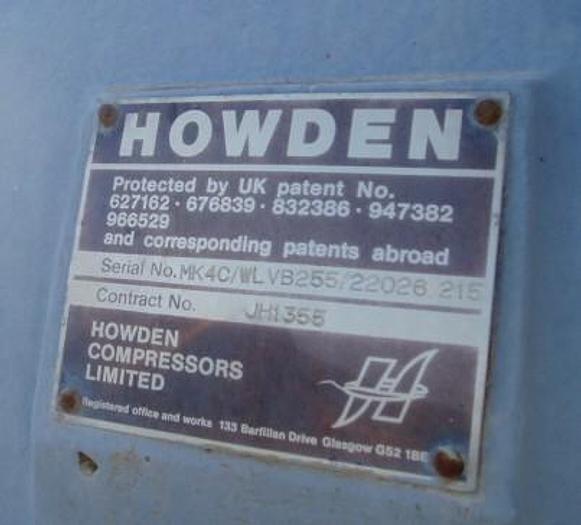 HOWDEN
Protected by UK patent No.
627162 · 676839 · 832386 · 947382
966529
and corresponding patents abroad
Serial No. MK4C/WLVB255/22026 215
Contract No. JH1355
HOWDEN
COMPRESSORS
LIMITED
Registered office and works 133 Barfillan Drive Glasgow G52 1BE